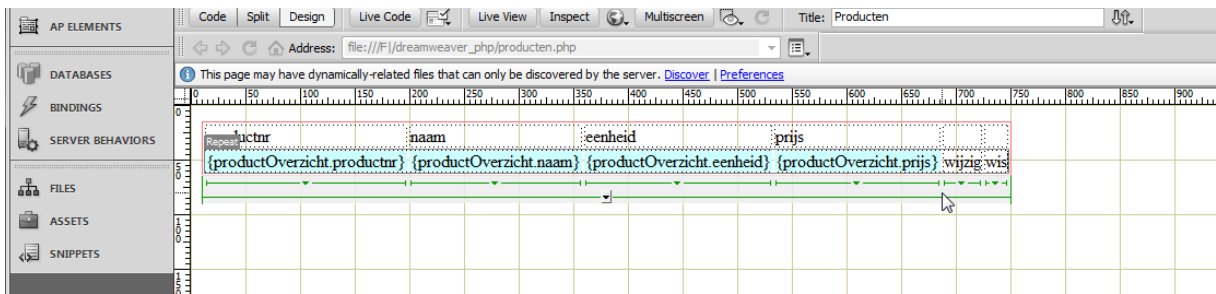 AP ELEMENTS
DATABASES
BINDINGS
SERVER BEHAVIORS
FILES
ASSETS
SNIPPETS
Code Split Design Live Code Live View Inspect Multiscreen Title: Producten
Address: file:///F|/dreamweaver_php/producten.php
This page may have dynamically-related files that can only be discovered by the server. Discover | Preferences
0 50 100 150 200 250 300 350 400 450 500 550 600 650 700 750 800 850 900
Repeat uctnr naam eenheid prijs
{productOverzicht.productnr} {productOverzicht.naam} {productOverzicht.eenheid} {productOverzicht.prijs} wijzig wis
0
50
100
15